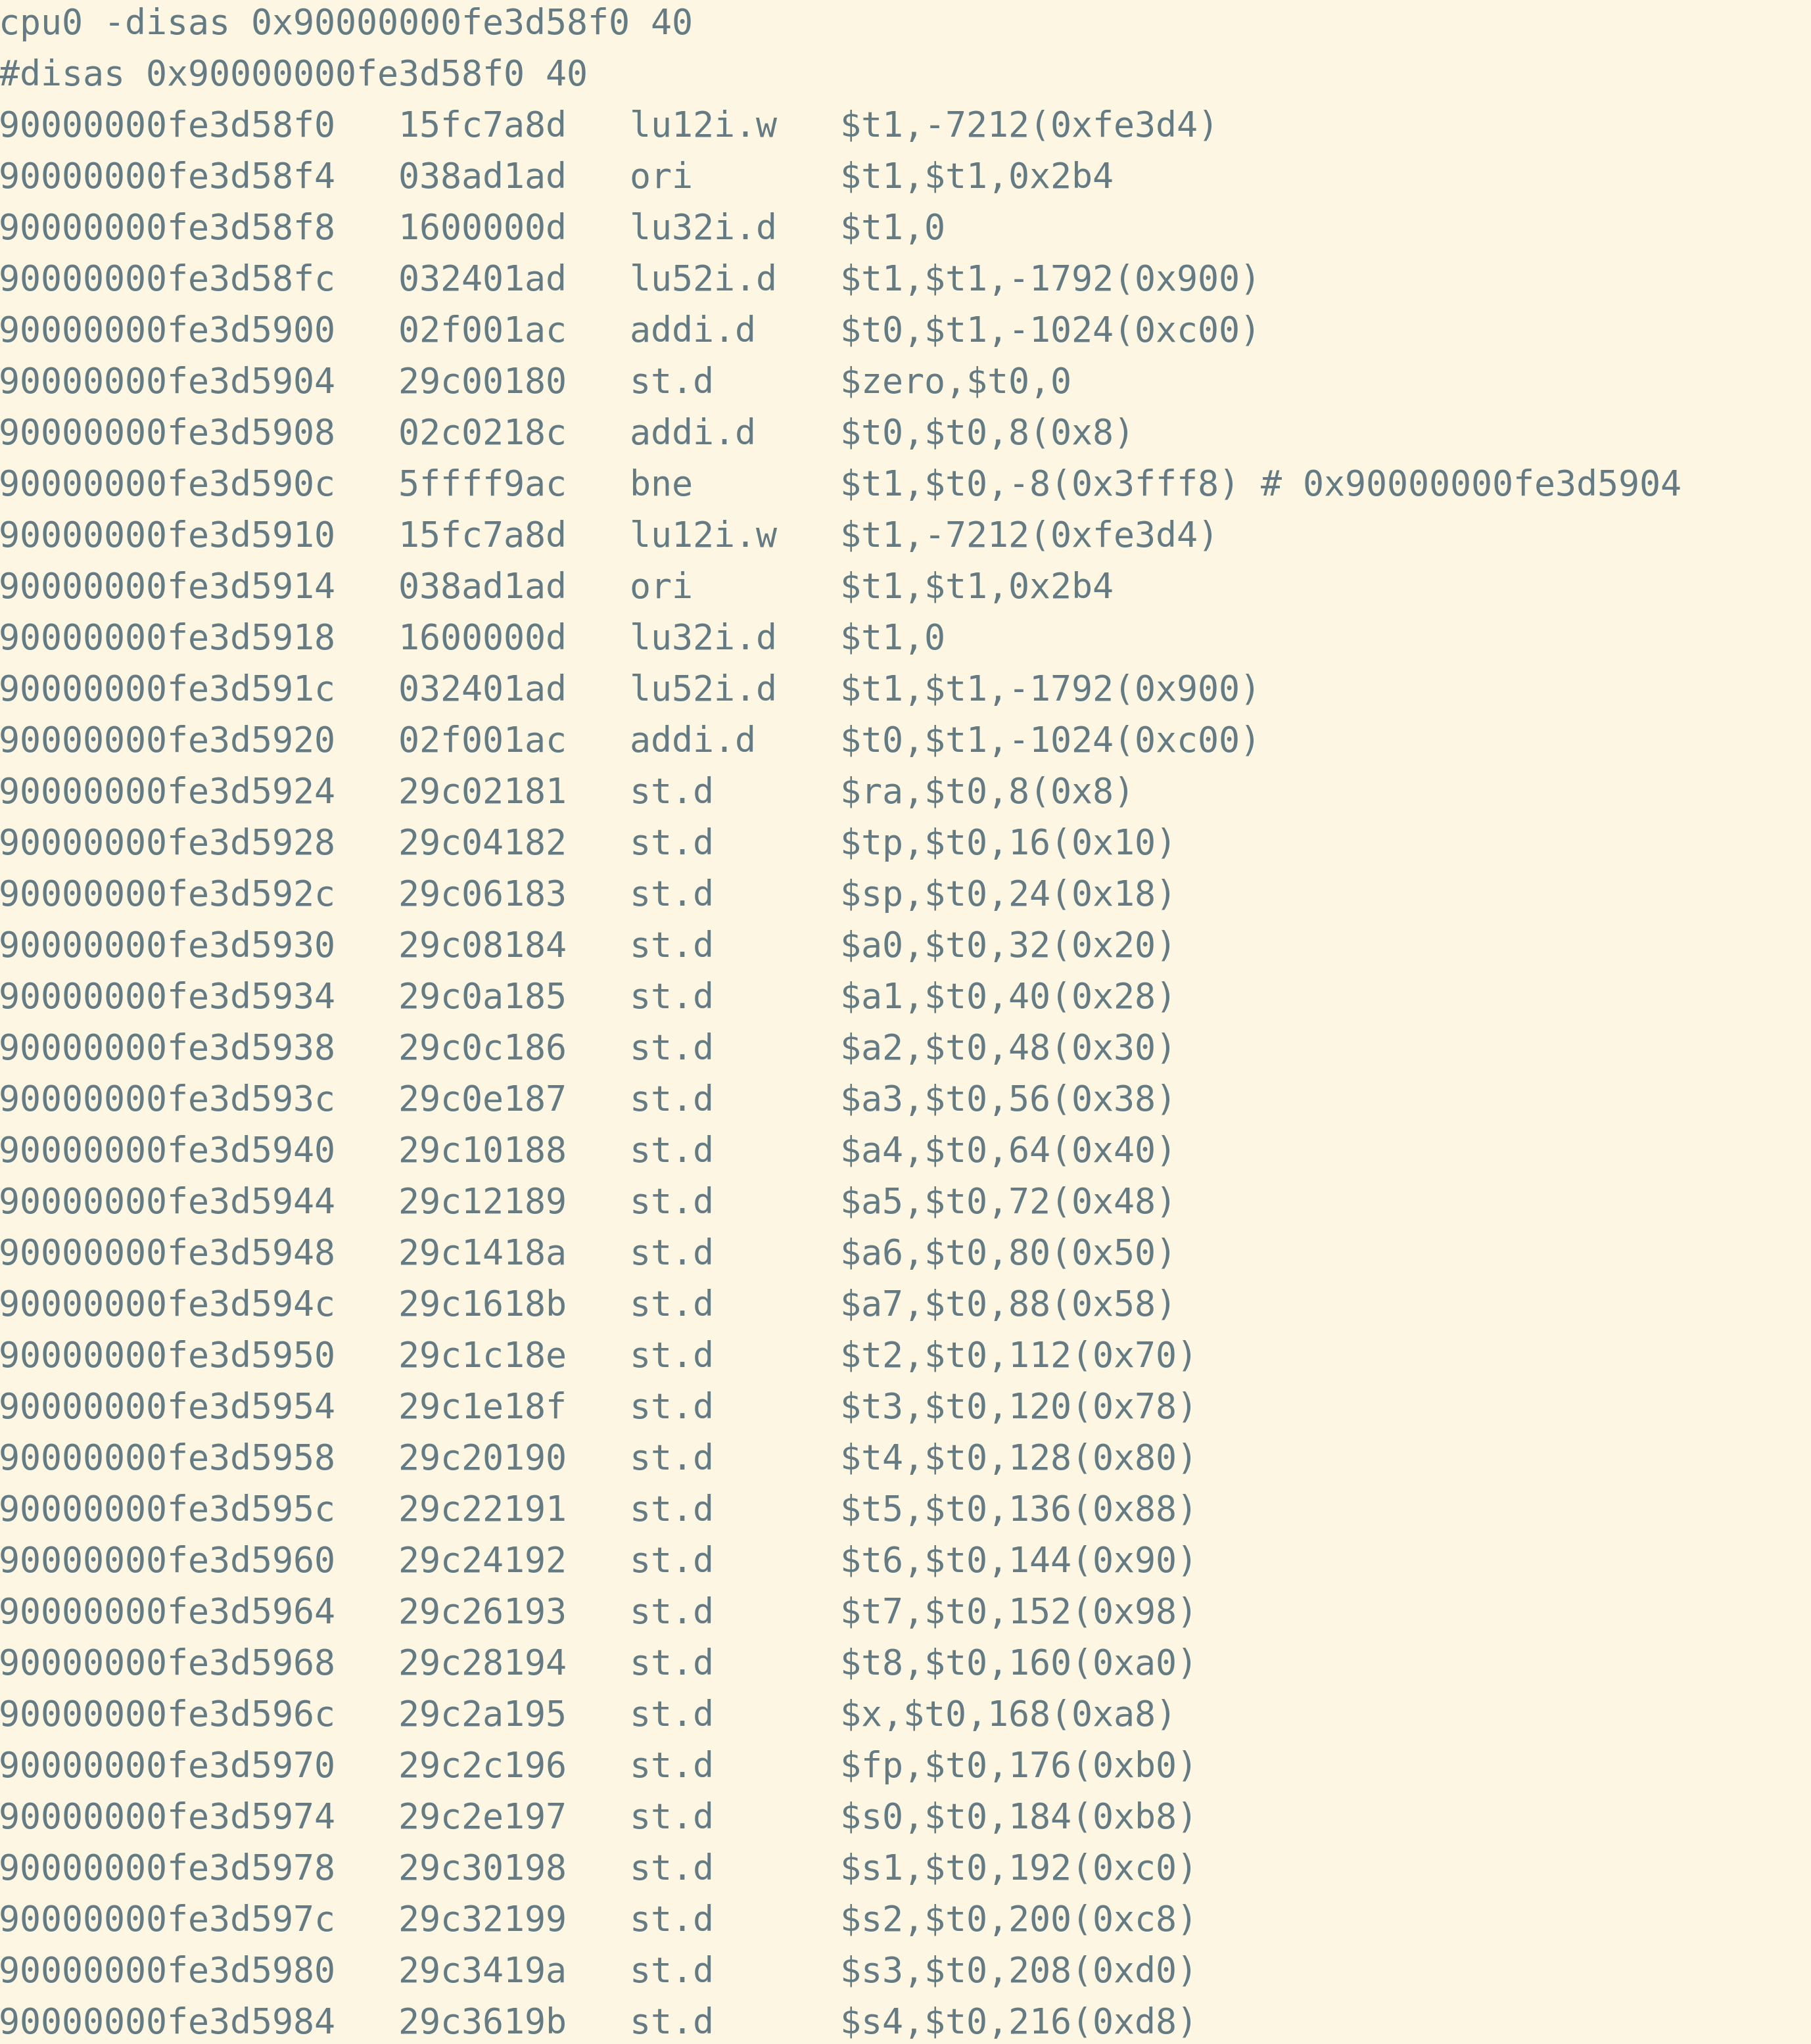 cpu0 -disas 0x90000000fe3d58f0 40
#disas 0x90000000fe3d58f0 40
90000000fe3d58f0   15fc7a8d   lu12i.w   $t1,-7212(0xfe3d4)
90000000fe3d58f4   038ad1ad   ori       $t1,$t1,0x2b4
90000000fe3d58f8   1600000d   lu32i.d   $t1,0
90000000fe3d58fc   032401ad   lu52i.d   $t1,$t1,-1792(0x900)
90000000fe3d5900   02f001ac   addi.d    $t0,$t1,-1024(0xc00)
90000000fe3d5904   29c00180   st.d      $zero,$t0,0
90000000fe3d5908   02c0218c   addi.d    $t0,$t0,8(0x8)
90000000fe3d590c   5ffff9ac   bne       $t1,$t0,-8(0x3fff8) # 0x90000000fe3d5904
90000000fe3d5910   15fc7a8d   lu12i.w   $t1,-7212(0xfe3d4)
90000000fe3d5914   038ad1ad   ori       $t1,$t1,0x2b4
90000000fe3d5918   1600000d   lu32i.d   $t1,0
90000000fe3d591c   032401ad   lu52i.d   $t1,$t1,-1792(0x900)
90000000fe3d5920   02f001ac   addi.d    $t0,$t1,-1024(0xc00)
90000000fe3d5924   29c02181   st.d      $ra,$t0,8(0x8)
90000000fe3d5928   29c04182   st.d      $tp,$t0,16(0x10)
90000000fe3d592c   29c06183   st.d      $sp,$t0,24(0x18)
90000000fe3d5930   29c08184   st.d      $a0,$t0,32(0x20)
90000000fe3d5934   29c0a185   st.d      $a1,$t0,40(0x28)
90000000fe3d5938   29c0c186   st.d      $a2,$t0,48(0x30)
90000000fe3d593c   29c0e187   st.d      $a3,$t0,56(0x38)
90000000fe3d5940   29c10188   st.d      $a4,$t0,64(0x40)
90000000fe3d5944   29c12189   st.d      $a5,$t0,72(0x48)
90000000fe3d5948   29c1418a   st.d      $a6,$t0,80(0x50)
90000000fe3d594c   29c1618b   st.d      $a7,$t0,88(0x58)
90000000fe3d5950   29c1c18e   st.d      $t2,$t0,112(0x70)
90000000fe3d5954   29c1e18f   st.d      $t3,$t0,120(0x78)
90000000fe3d5958   29c20190   st.d      $t4,$t0,128(0x80)
90000000fe3d595c   29c22191   st.d      $t5,$t0,136(0x88)
90000000fe3d5960   29c24192   st.d      $t6,$t0,144(0x90)
90000000fe3d5964   29c26193   st.d      $t7,$t0,152(0x98)
90000000fe3d5968   29c28194   st.d      $t8,$t0,160(0xa0)
90000000fe3d596c   29c2a195   st.d      $x,$t0,168(0xa8)
90000000fe3d5970   29c2c196   st.d      $fp,$t0,176(0xb0)
90000000fe3d5974   29c2e197   st.d      $s0,$t0,184(0xb8)
90000000fe3d5978   29c30198   st.d      $s1,$t0,192(0xc0)
90000000fe3d597c   29c32199   st.d      $s2,$t0,200(0xc8)
90000000fe3d5980   29c3419a   st.d      $s3,$t0,208(0xd0)
90000000fe3d5984   29c3619b   st.d      $s4,$t0,216(0xd8)